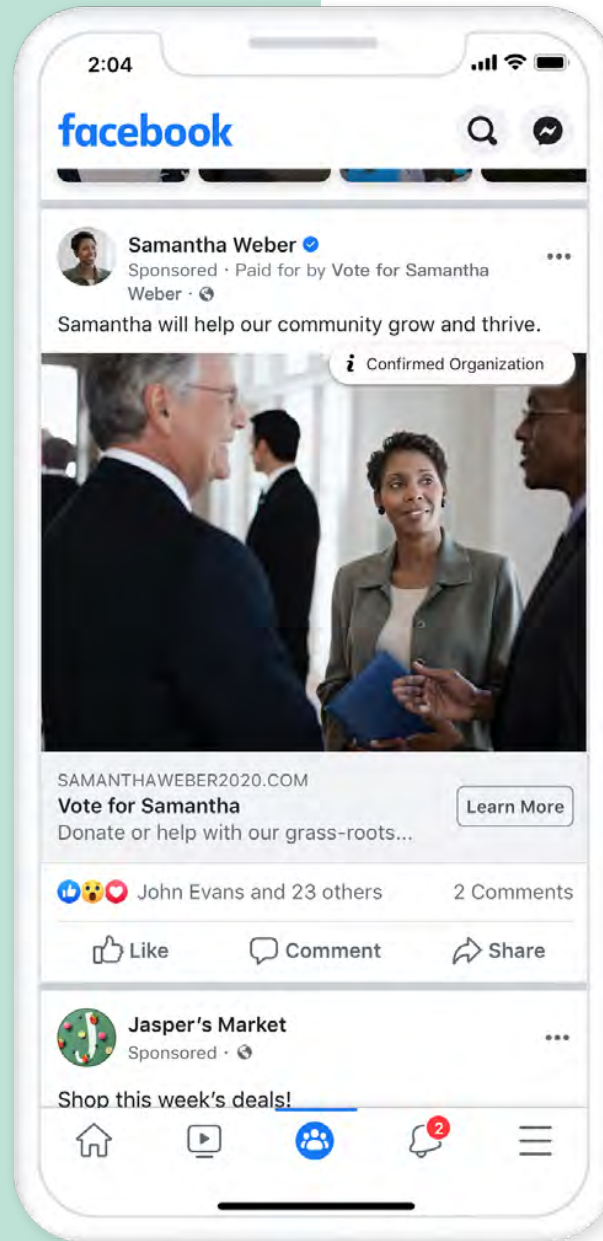 2:04
facebook
Samantha Weber
Sponsored · Paid for by Vote for Samantha
Weber ·
Samantha will help our community grow and thrive.
i Confirmed Organization
SAMANTHAWEBER2020.COM
Vote for Samantha
Donate or help with our grass-roots...
Learn More
John Evans and 23 others
2 Comments
Like
Comment
Share
J
Jasper's Market
Sponsored ·
Shop this week's deals!
2